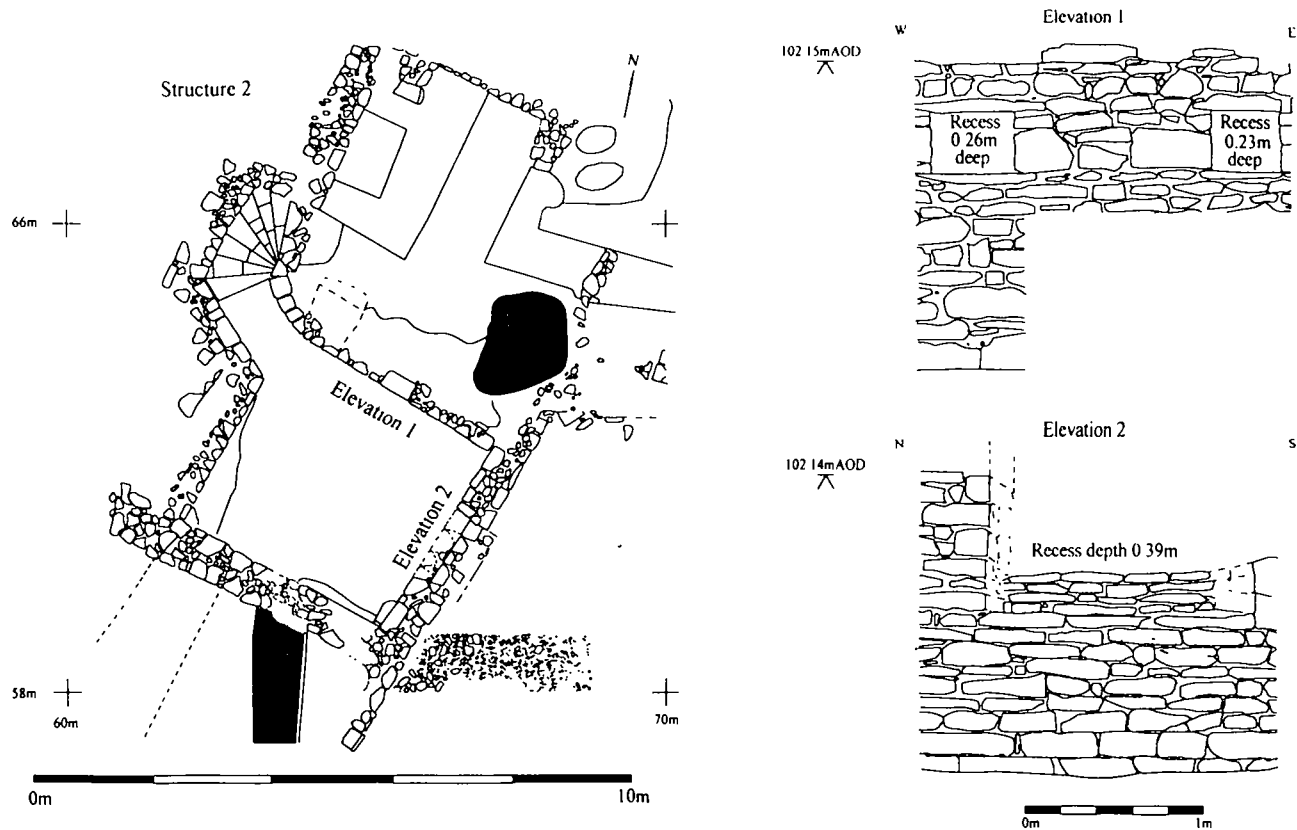 Structure 2
N
66m
Elevation 1
Elevation 2
58m
60m
70m
0m
10m
Elevation 1
W
E
102 15mAOD
Recess
0 26m
deep
Recess
0.23m
deep
Elevation 2
N
S
102 14mAOD
Recess depth 0 39m
0m
1m